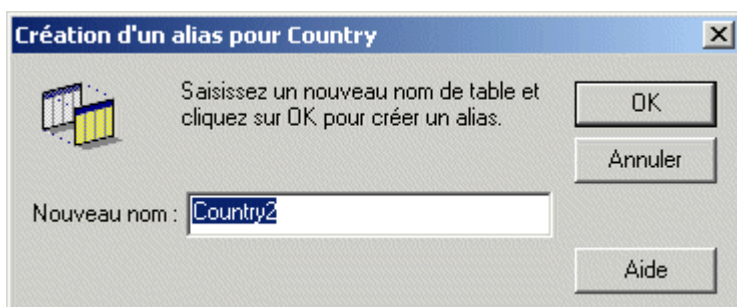 Création d'un alias pour Country
Saisissez un nouveau nom de table et
cliquez sur OK pour créer un alias.
OK
Annuler
Nouveau nom : Country2
Aide